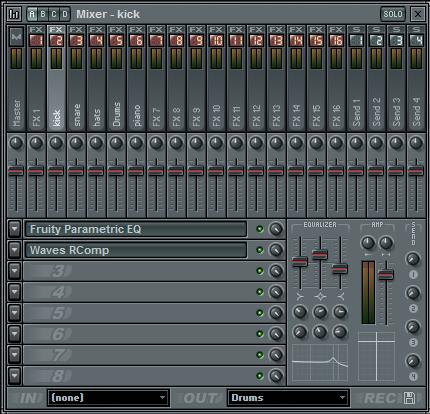 A B C D Mixer - kick SOLO X
FX FX FX FX FX FX FX FX FX FX FX FX FX FX FX FX S S S S
1 2 3 4 5 6 7 8 9 10 11 12 13 14 15 16 1 2 3 4
Master FX 1 kick snare hats Drums piano FX 7 FX 8 FX 9 FX 10 FX 11 FX 12 FX 13 FX 14 FX 15 FX 16 Send 1 Send 2 Send 3 Send 4
Fruity Parametric EQ
Waves RComp
3
4
5
6
7
8
EQUALIZER AMP SEND
1
2
3
4
IN (none) OUT Drums REC